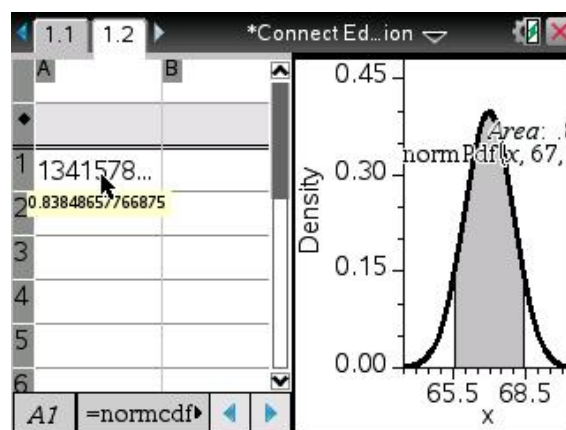 1.1 1.2 *Connect Ed...ion
A B
◆
1 1341578...
2 0.83848657766875
3
4
5
6
A1 =normcdf
0.45
0.30
0.15
0.00
Density
Area: .8
normPdf(x, 67,
65.5 68.5
x